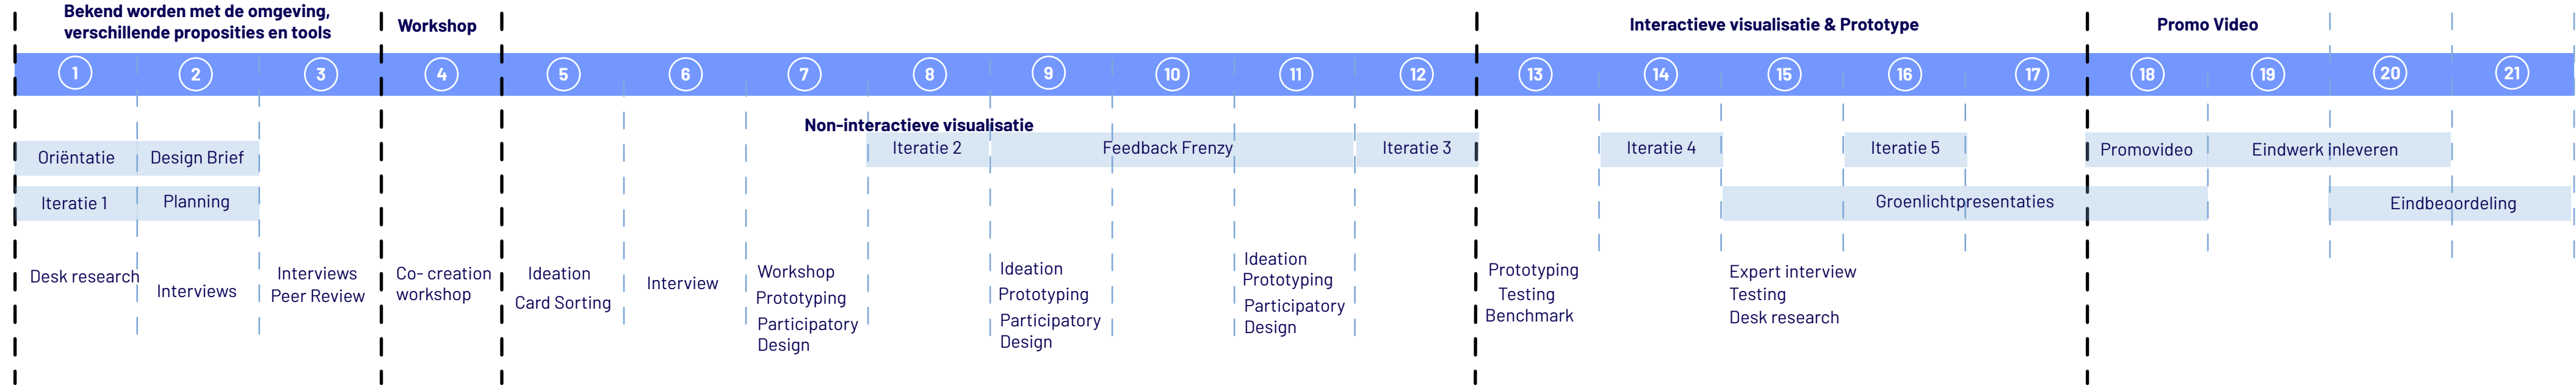 Bekend worden met de omgeving,
verschillende proposities en tools
Workshop
Interactieve visualisatie & Prototype
Promo Video
1 2 3 4 5 6 7 8 9 10 11 12 13 14 15 16 17 18 19 20 21
Non-interactieve visualisatie
Oriëntatie
Design Brief
Iteratie 2
Feedback Frenzy
Iteratie 3
Iteratie 4
Iteratie 5
Promovideo
Eindwerk inleveren
Iteratie 1
Planning
Groenlichtpresentaties
Eindbeoordeling
Desk research
Interviews
Interviews
Peer Review
Co- creation
workshop
Ideation
Card Sorting
Interview
Workshop
Prototyping
Participatory
Design
Ideation
Prototyping
Participatory
Design
Ideation
Prototyping
Participatory
Design
Prototyping
Testing
Benchmark
Expert interview
Testing
Desk research